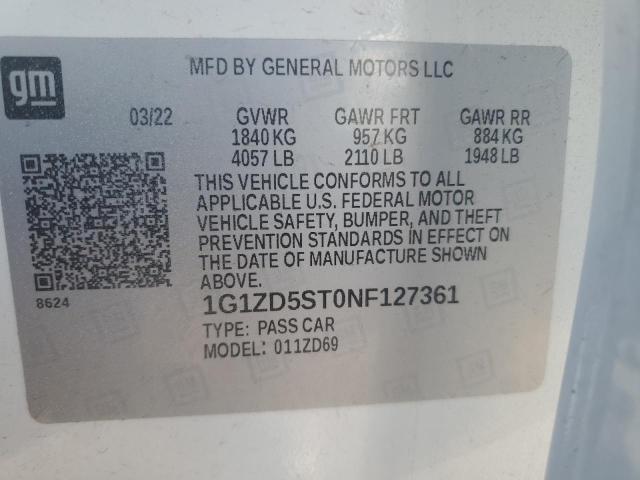 gm
MFD BY GENERAL MOTORS LLC
03/22 GVWR GAWR FRT GAWR RR
1840 KG 957 KG 884 KG
4057 LB 2110 LB 1948 LB
THIS VEHICLE CONFORMS TO ALL
APPLICABLE U.S. FEDERAL MOTOR
VEHICLE SAFETY, BUMPER, AND THEFT
PREVENTION STANDARDS IN EFFECT ON
THE DATE OF MANUFACTURE SHOWN
ABOVE.
8624
1G1ZD5ST0NF127361
TYPE: PASS CAR
MODEL: 011ZD69